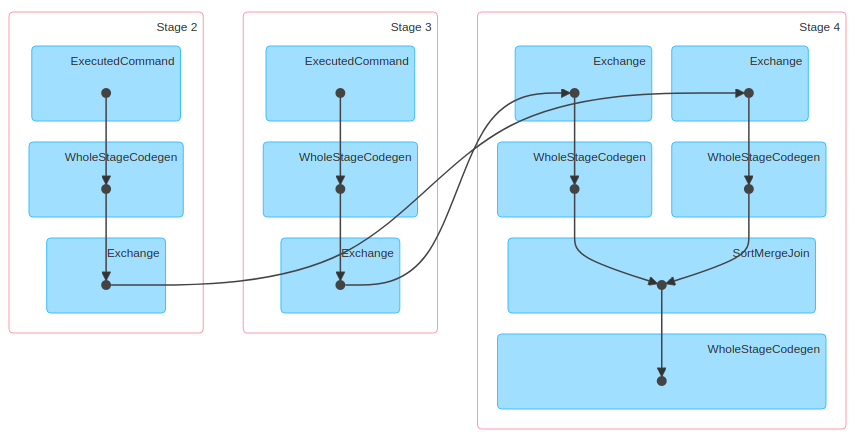 Stage 2
ExecutedCommand
WholeStageCodegen
Exchange
Stage 3
ExecutedCommand
WholeStageCodegen
Exchange
Stage 4
Exchange
Exchange
WholeStageCodegen
WholeStageCodegen
SortMergeJoin
WholeStageCodegen